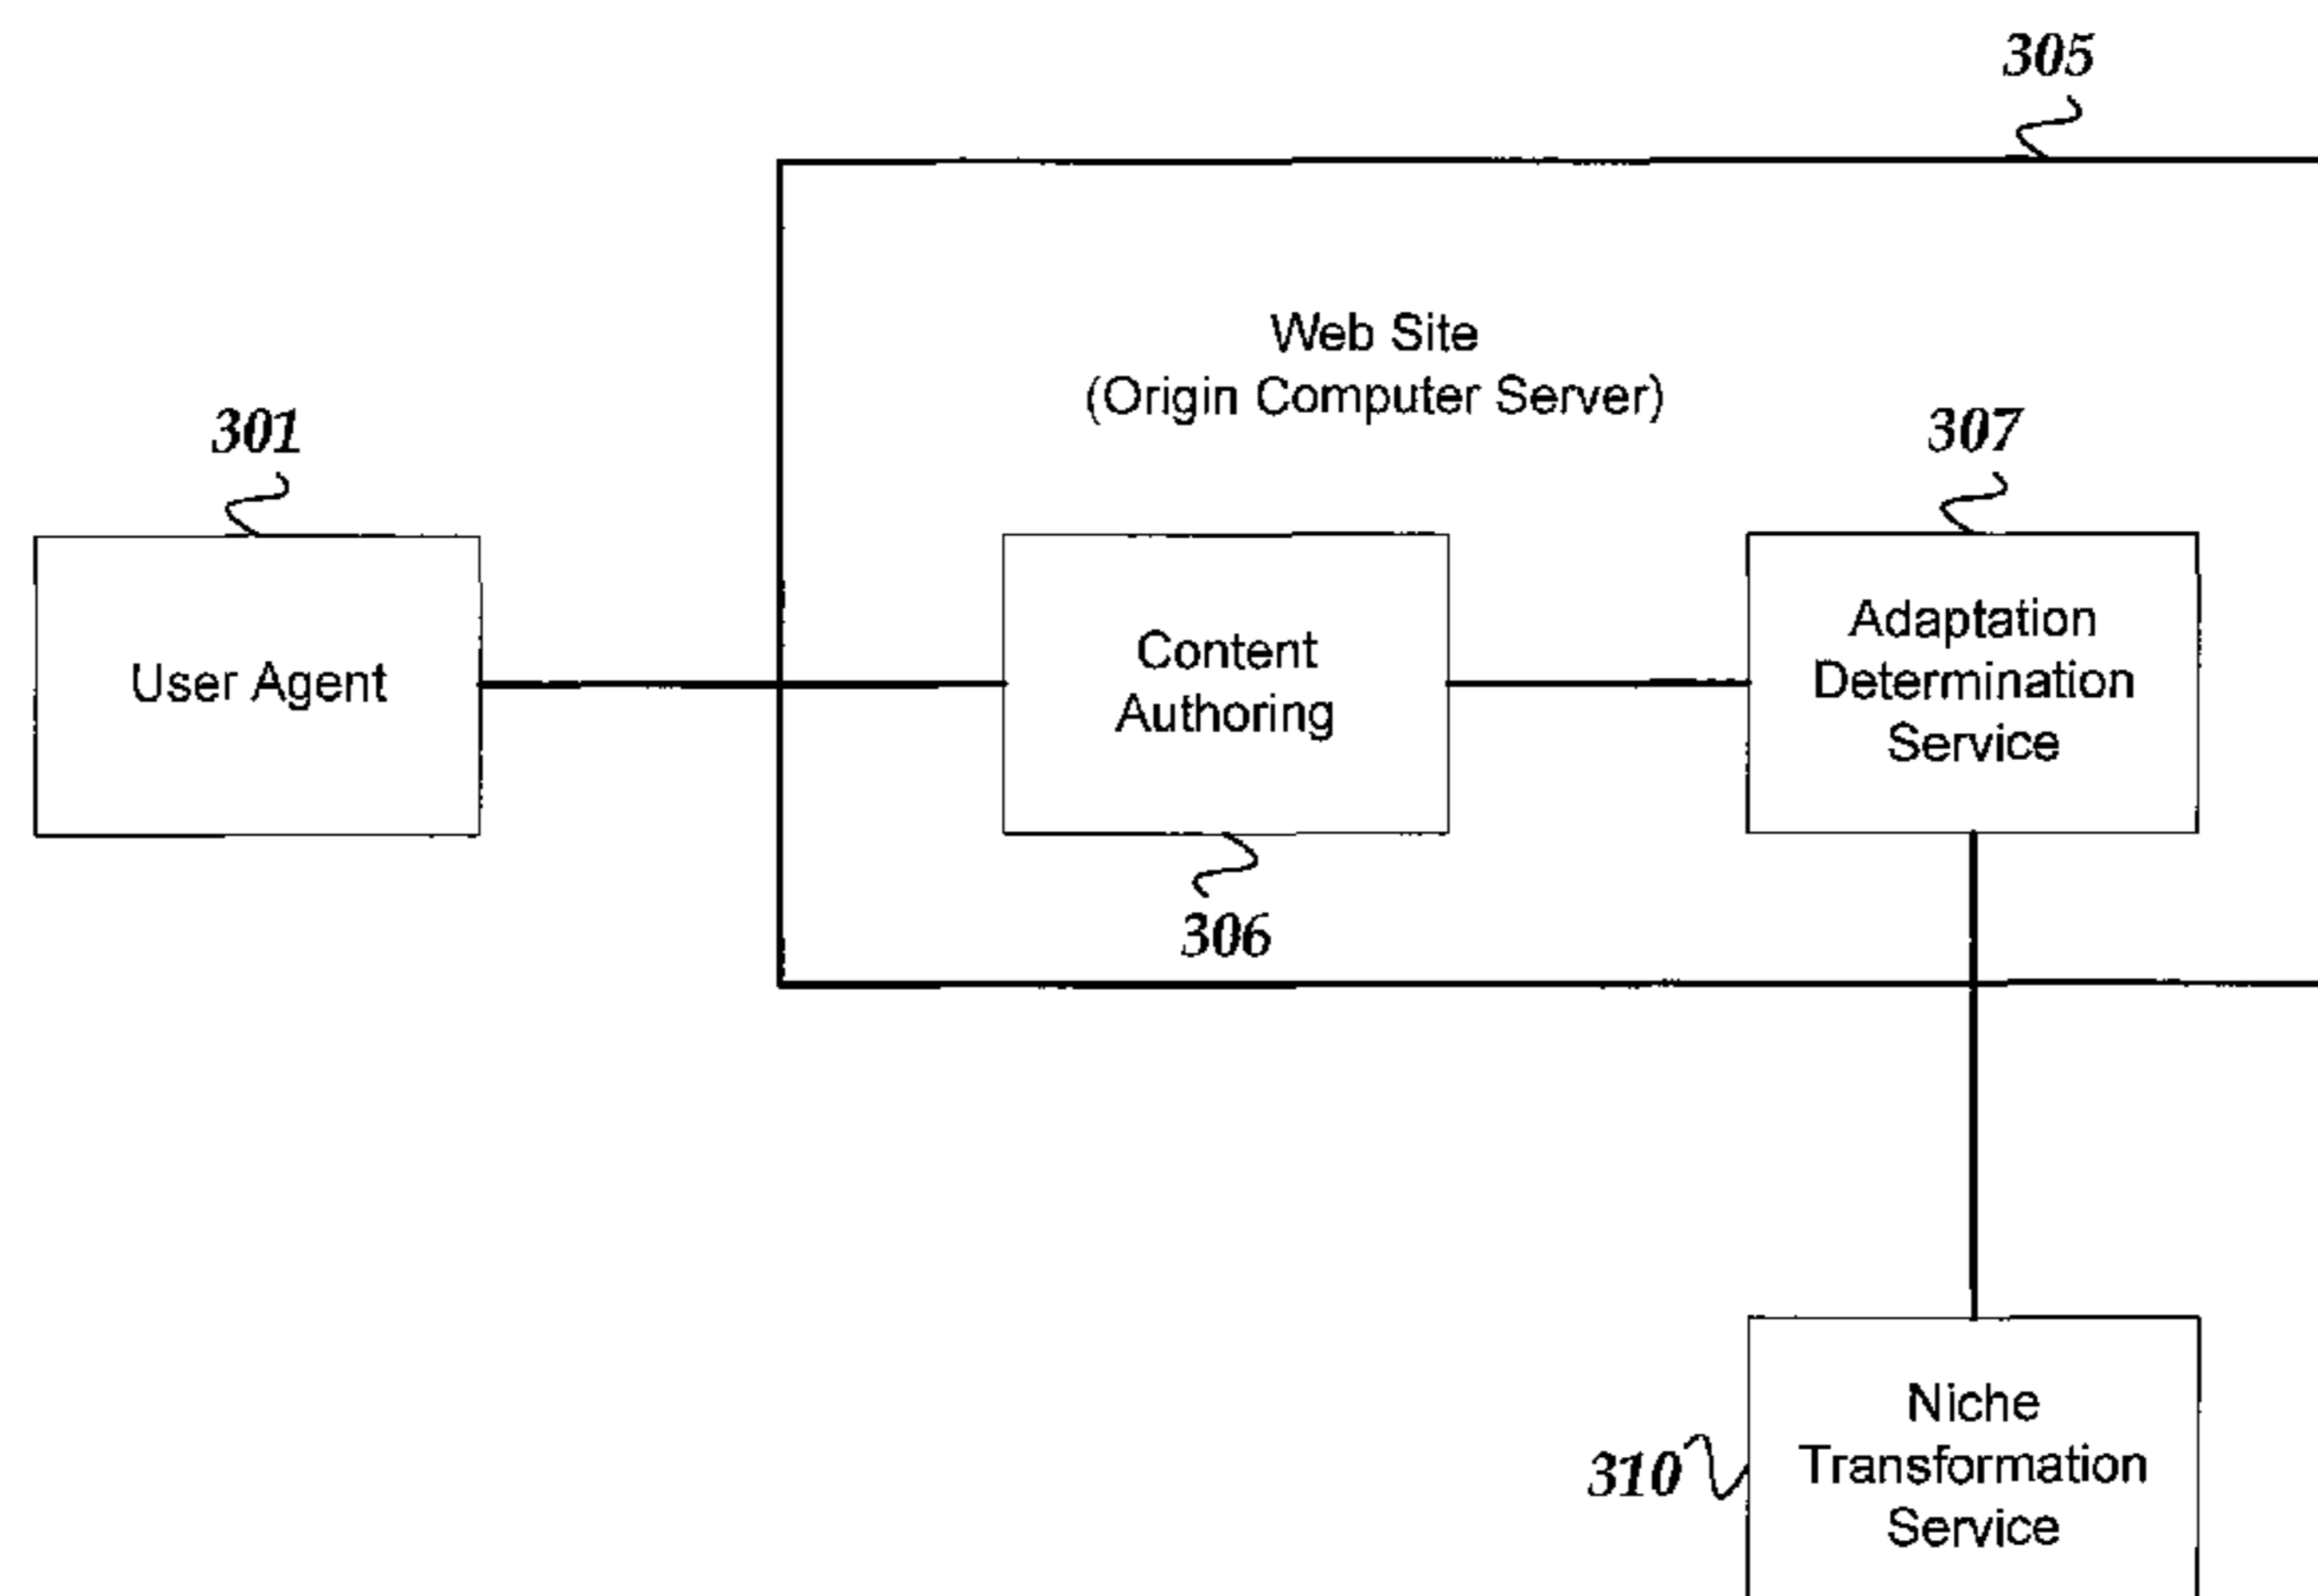 305
Web Site
(Origin Computer Server)
301
307
User Agent
Content
Authoring
Adaptation
Determination
Service
306
Niche
Transformation
Service
310